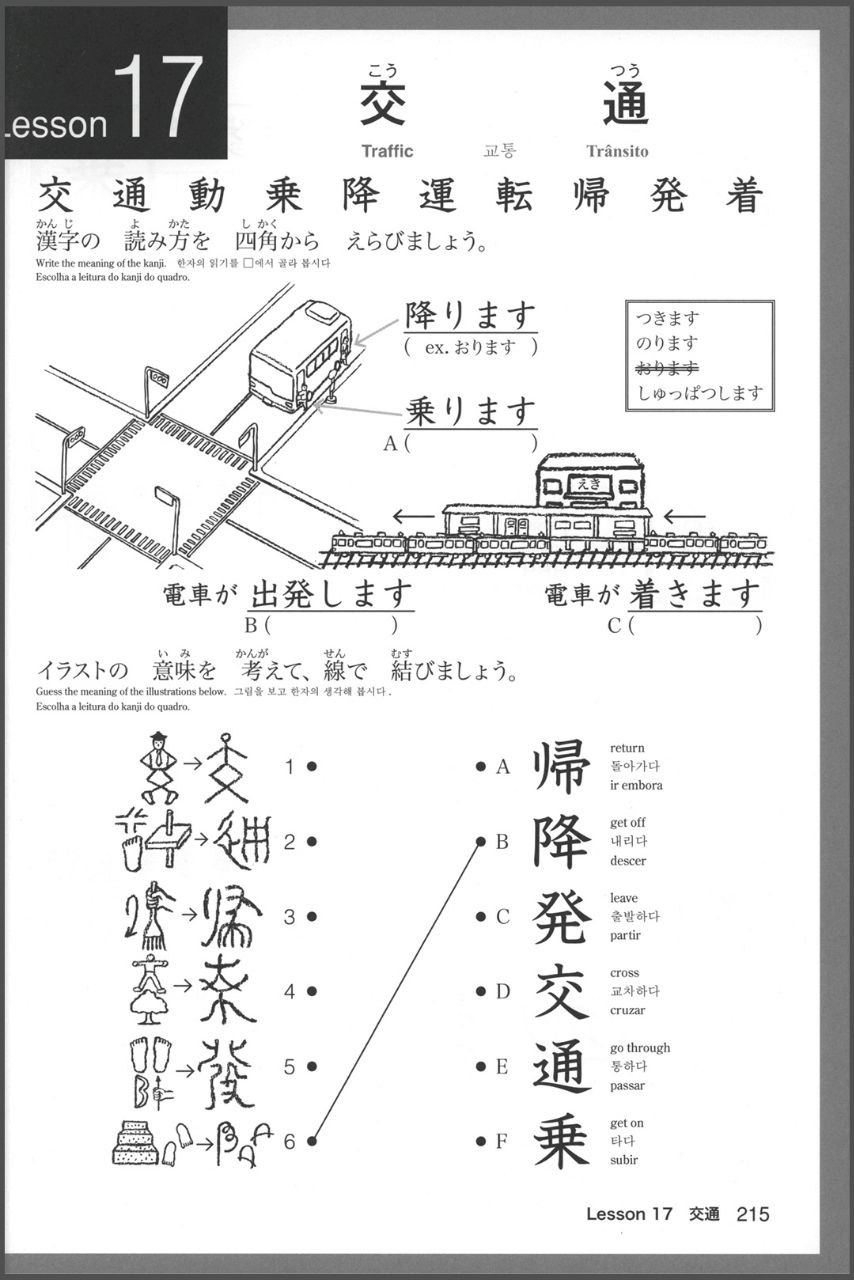 Lesson 17
こう つう
交 通
Traffic 교통 Trânsito
交 通 動 乗 降 運 転 帰 発 着
かん じ よ かた し かく
漢字の 読み方を 四角から えらびましょう。
Write the meaning of the kanji. 한자의 읽기를 □에서 골라 봅시다
Escolha a leitura do kanji do quadro.
降ります
( ex. おります )
乗ります
A ( )
つきます
のります
おります
しゅっぱつします
えき
電車が 出発します
B ( )
電車が 着きます
C ( )
い み かんが せん むす
イラストの 意味を 考えて、線で 結びましょう。
Guess the meaning of the illustrations below. 그림을 보고 한자의 생각해 봅시다.
Escolha a leitura do kanji do quadro.
1
2
3
4
5
6
A 帰
return
돌아가다
ir embora
B 降
get off
내리다
descer
C 発
leave
출발하다
partir
D 交
cross
교차하다
cruzar
E 通
go through
통하다
passar
F 乗
get on
타다
subir
Lesson 17 交通 215